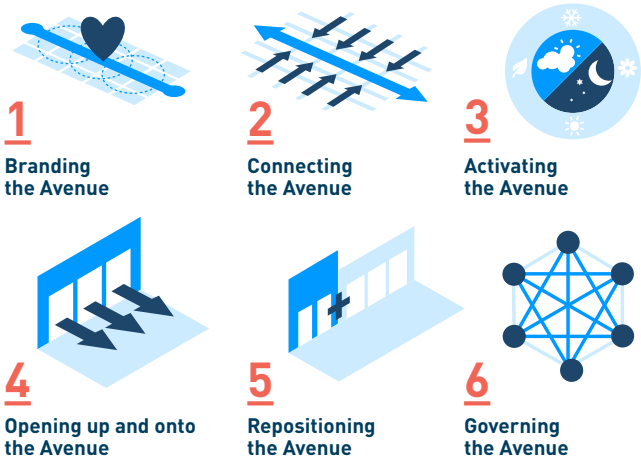 1
Branding
the Avenue
2
Connecting
the Avenue
3
Activating
the Avenue
4
Opening up and onto
the Avenue
5
Repositioning
the Avenue
6
Governing
the Avenue